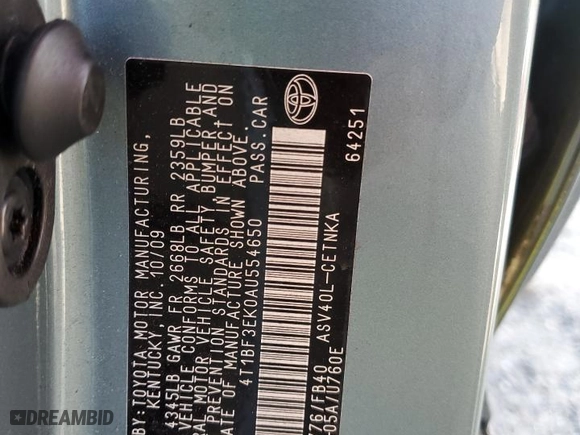 BY: TOYOTA MOTOR MANUFACTURING,
KENTUCKY, INC. 10/09
4345LB GAWR FR 2668LB RR 2359LB
VEHICLE CONFORMS TO ALL APPLICABLE
AL MOTOR VEHICLE SAFETY, BUMPER AND
PREVENTION STANDARDS IN EFFECT ON
ATE OF MANUFACTURE SHOWN ABOVE.
4T1BF3EK0AU554650 PASS.CAR
776/FB40 ASV40L-CETNKA
-05A/U760E 64251
DREAMBID